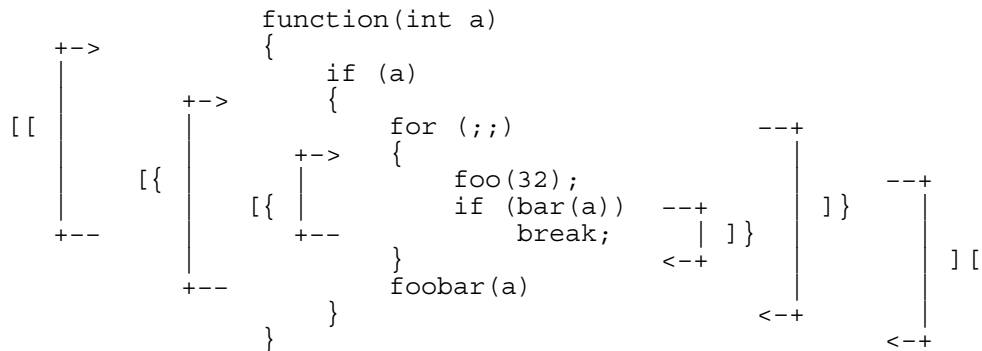 function(int a)
+-> {
| if (a)
| +-> {
[[ | | for (;;) --+
| | +-> { |
| [{ | | foo(32); | --+
| | [{ | if (bar(a)) --+ | ]} |
+-- | +-- break; | ]} | |
| } <-+ | | ][
+-- foobar(a) | |
} <-+ |
} <-+